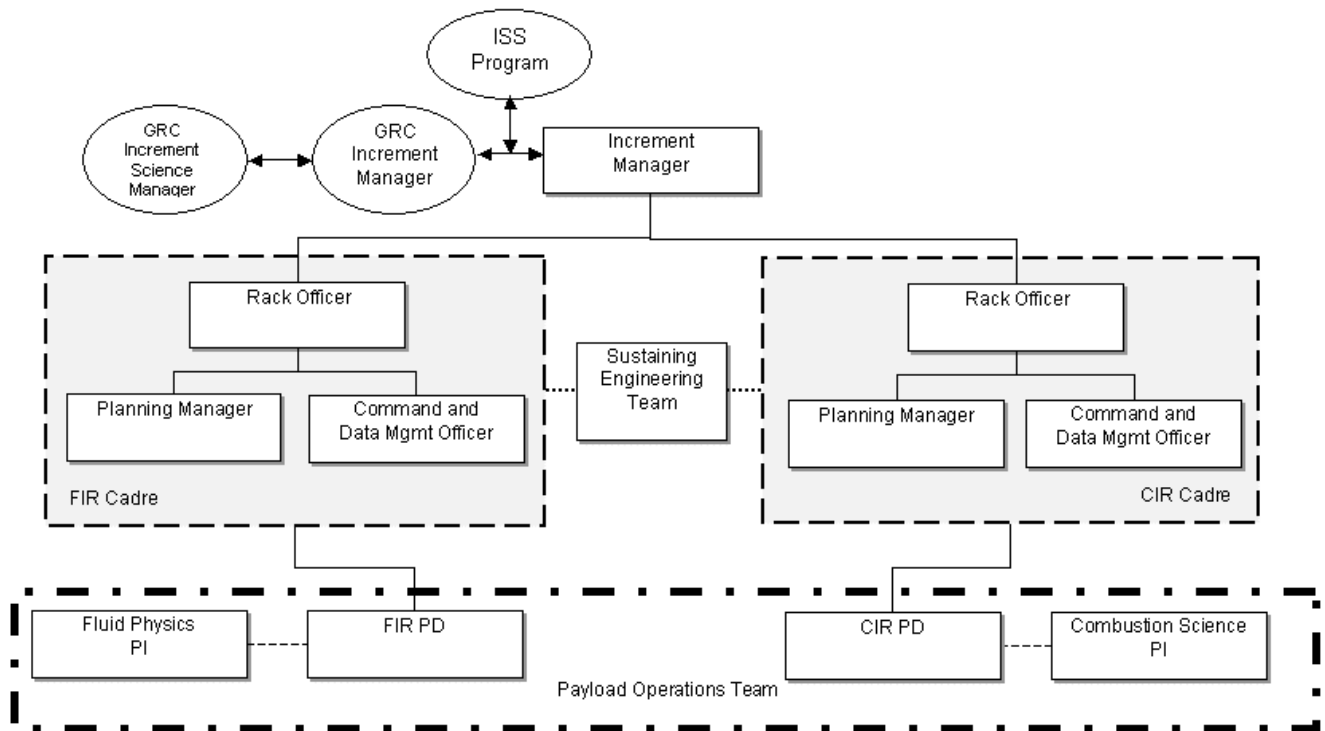 ISS
Program
GRC
Increment
Science
Manager
GRC
Increment
Manager
Increment
Manager
Rack Officer
Planning Manager
Command and
Data Mgmt Officer
FIR Cadre
Sustaining
Engineering
Team
Rack Officer
Planning Manager
Command and
Data Mgmt Officer
CIR Cadre
Fluid Physics
PI
FIR PD
CIR PD
Combustion Science
PI
Payload Operations Team